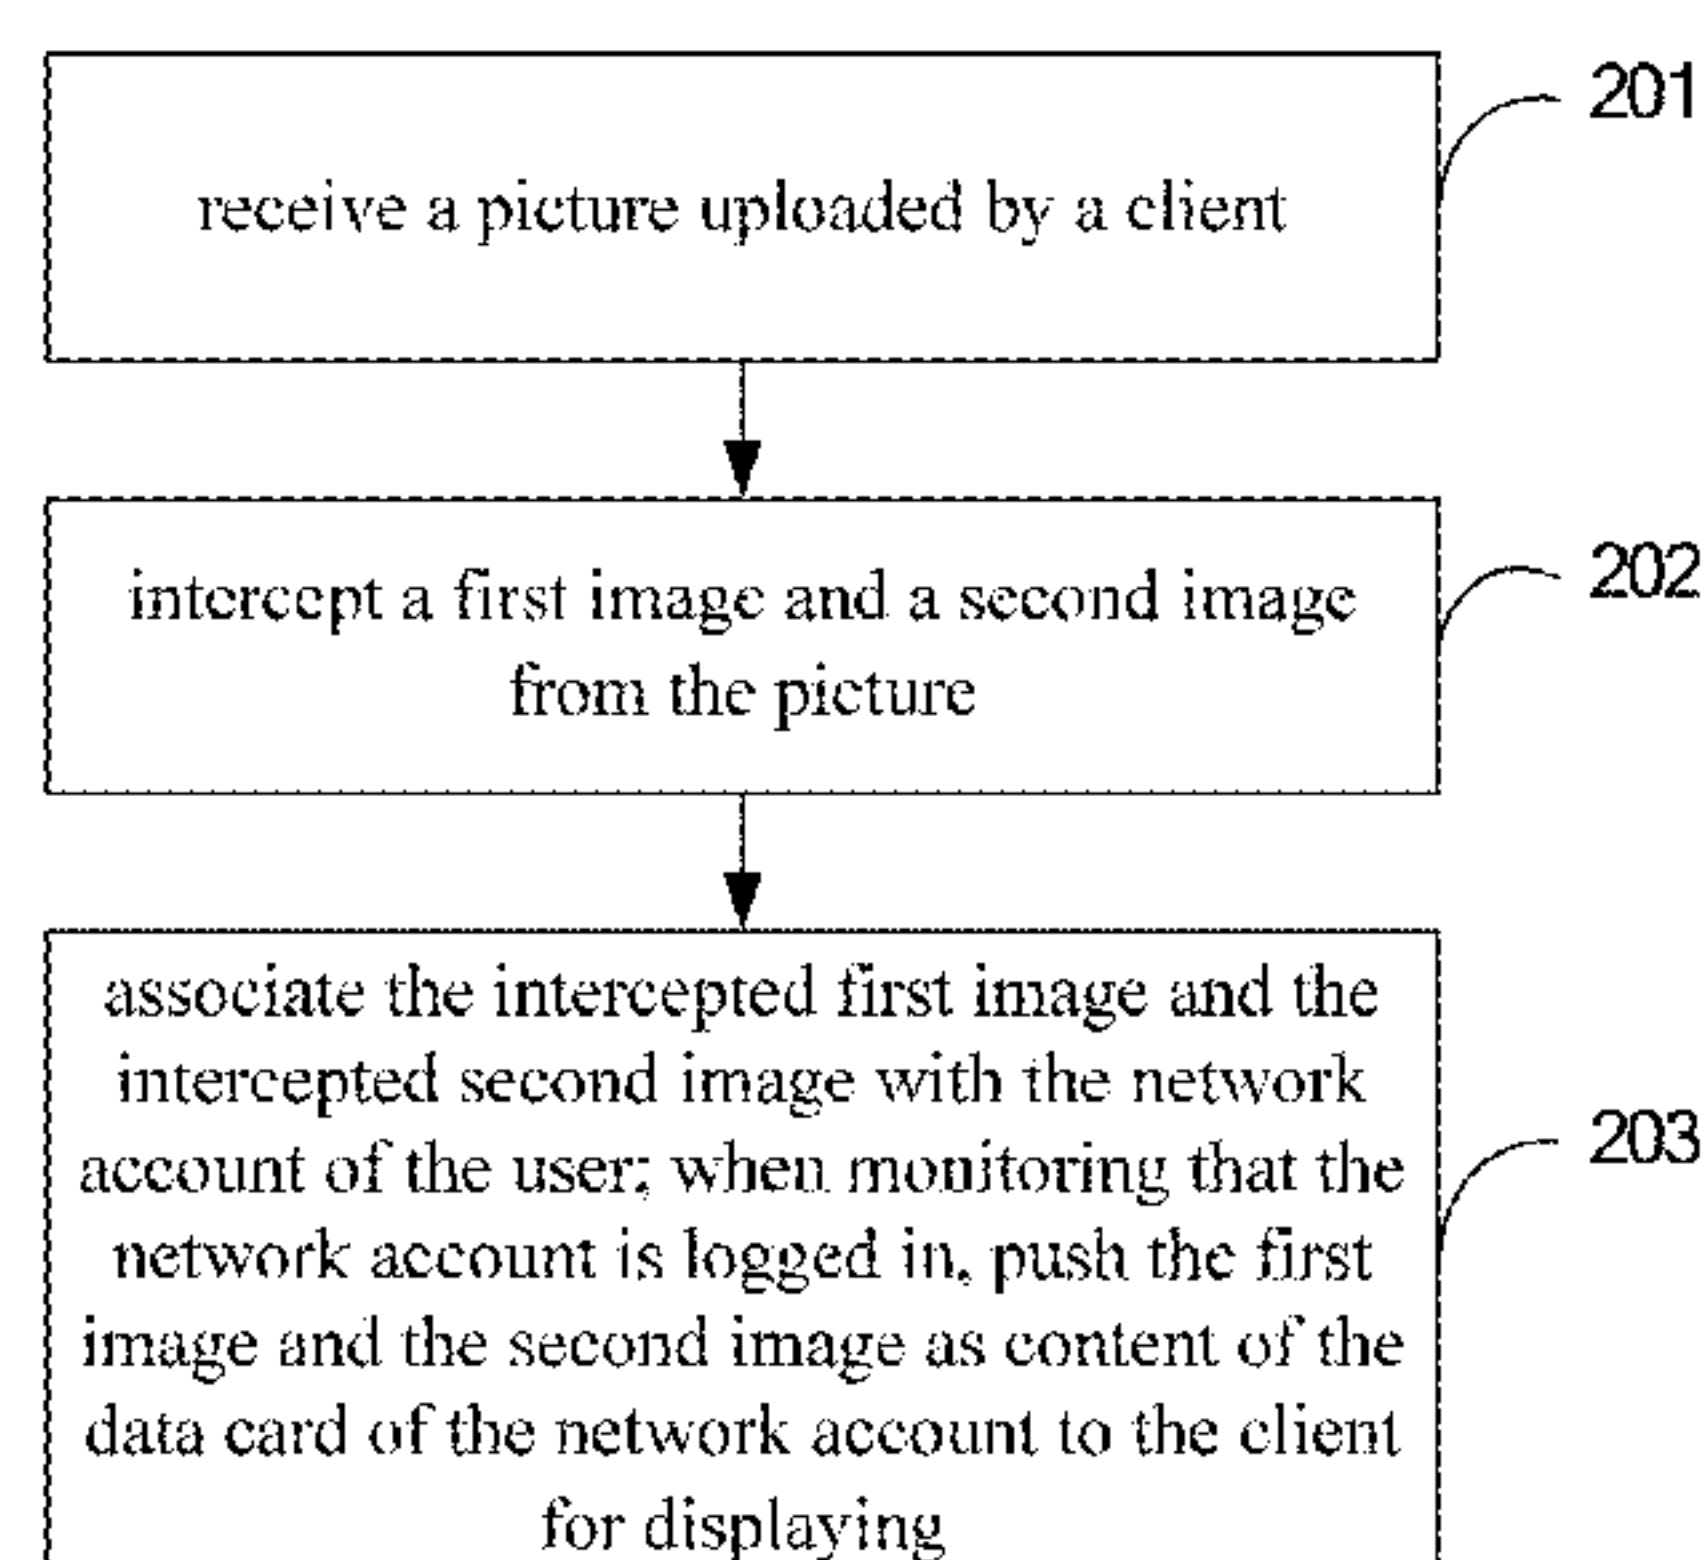 receive a picture uploaded by a client
201
intercept a first image and a second image
from the picture
202
associate the intercepted first image and the
intercepted second image with the network
account of the user; when monitoring that the
network account is logged in, push the first
image and the second image as content of the
data card of the network account to the client
for displaying
203